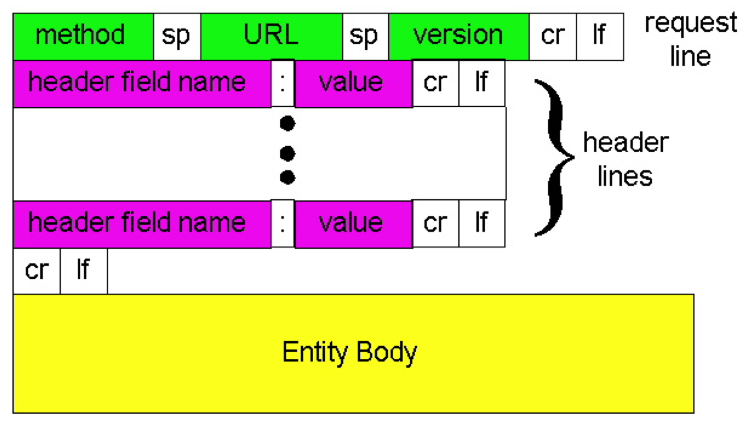 method sp URL sp version cr lf
request
line
header field name : value cr lf
header
lines
header field name : value cr lf
cr lf
Entity Body